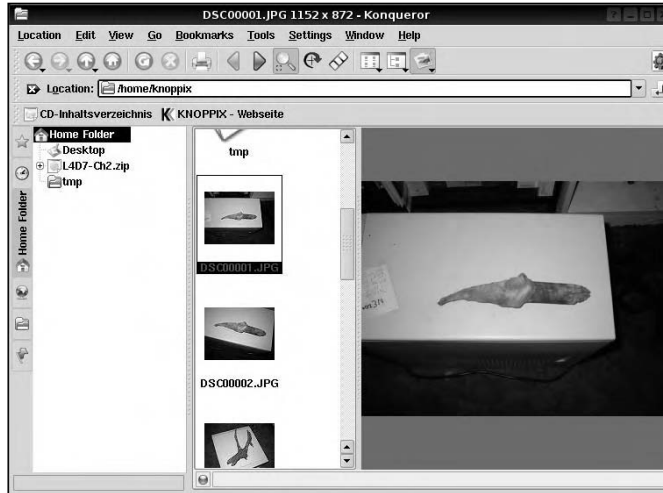 DSC00001.JPG 1152 x 872 - Konqueror
Location Edit View Go Bookmarks Tools Settings Window Help
Location: /home/knoppix
CD-Inhaltsverzeichnis KNOPPIX - Webseite
Home Folder
Desktop
L4D7-Ch2.zip
tmp
Home Folder
tmp
DSC00001.JPG
DSC00002.JPG